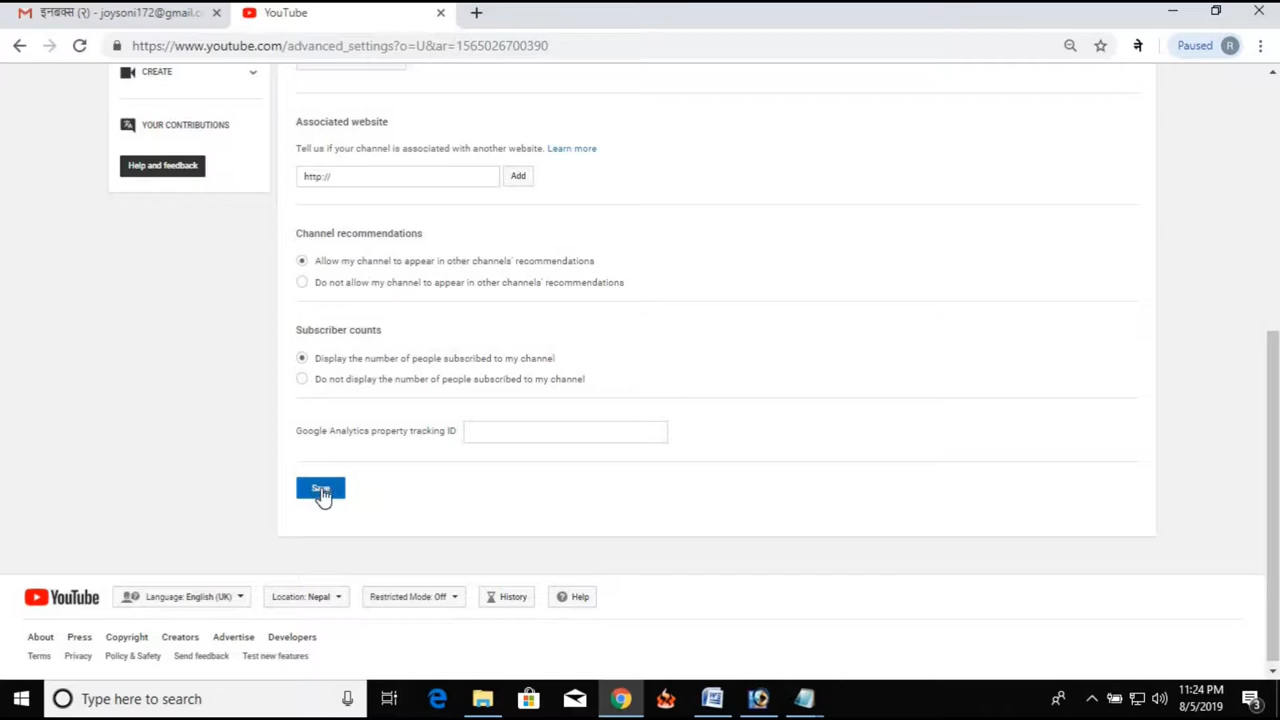 इनबक्स (२) - joysoni172@gmail.c
YouTube
https://www.youtube.com/advanced_settings?o=U&ar=1565026700390
ने
Paused R
CREATE
YOUR CONTRIBUTIONS
Help and feedback
Associated website
Tell us if your channel is associated with another website. Learn more
http://
Add
Channel recommendations
Allow my channel to appear in other channels' recommendations
Do not allow my channel to appear in other channels' recommendations
Subscriber counts
Display the number of people subscribed to my channel
Do not display the number of people subscribed to my channel
Google Analytics property tracking ID
Save
YouTube Language: English (UK) Location: Nepal Restricted Mode: Off History Help
About Press Copyright Creators Advertise Developers
Terms Privacy Policy & Safety Send feedback Test new features
Type here to search
11:24 PM
8/5/2019
3